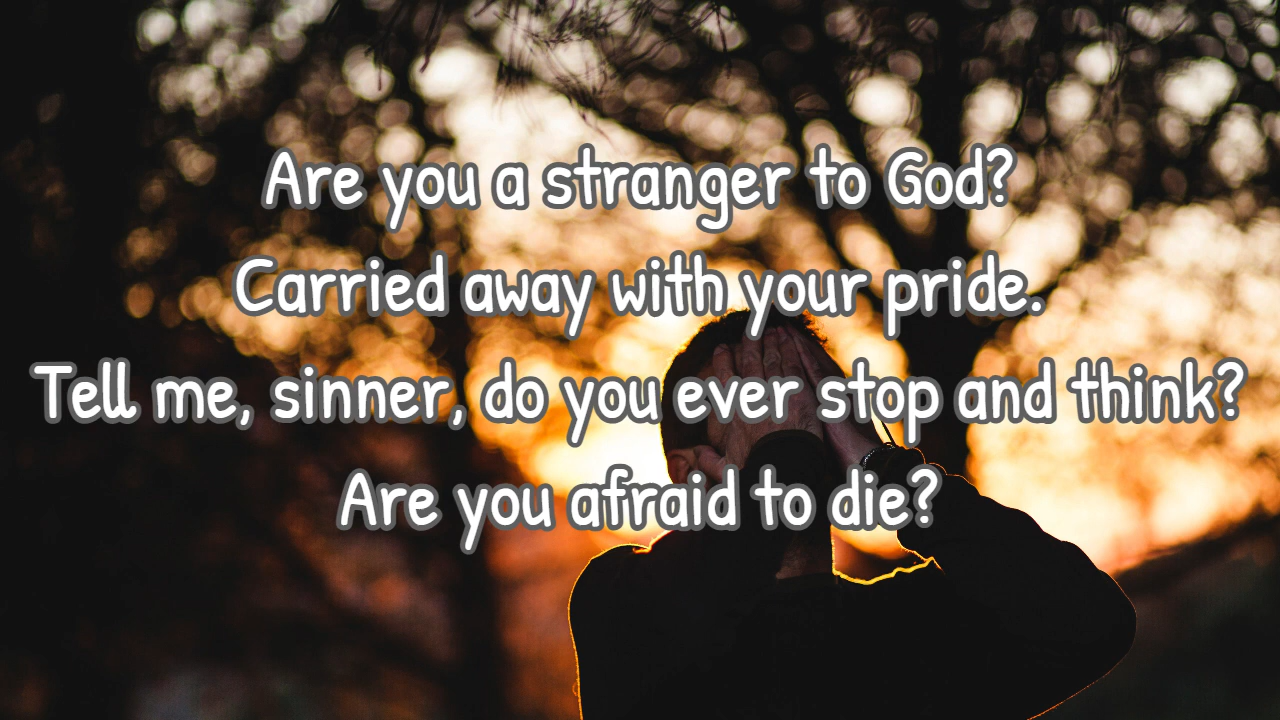 Are you a stranger to God?
Carried away with your pride.
Tell me, sinner, do you ever stop and think?
Are you afraid to die?